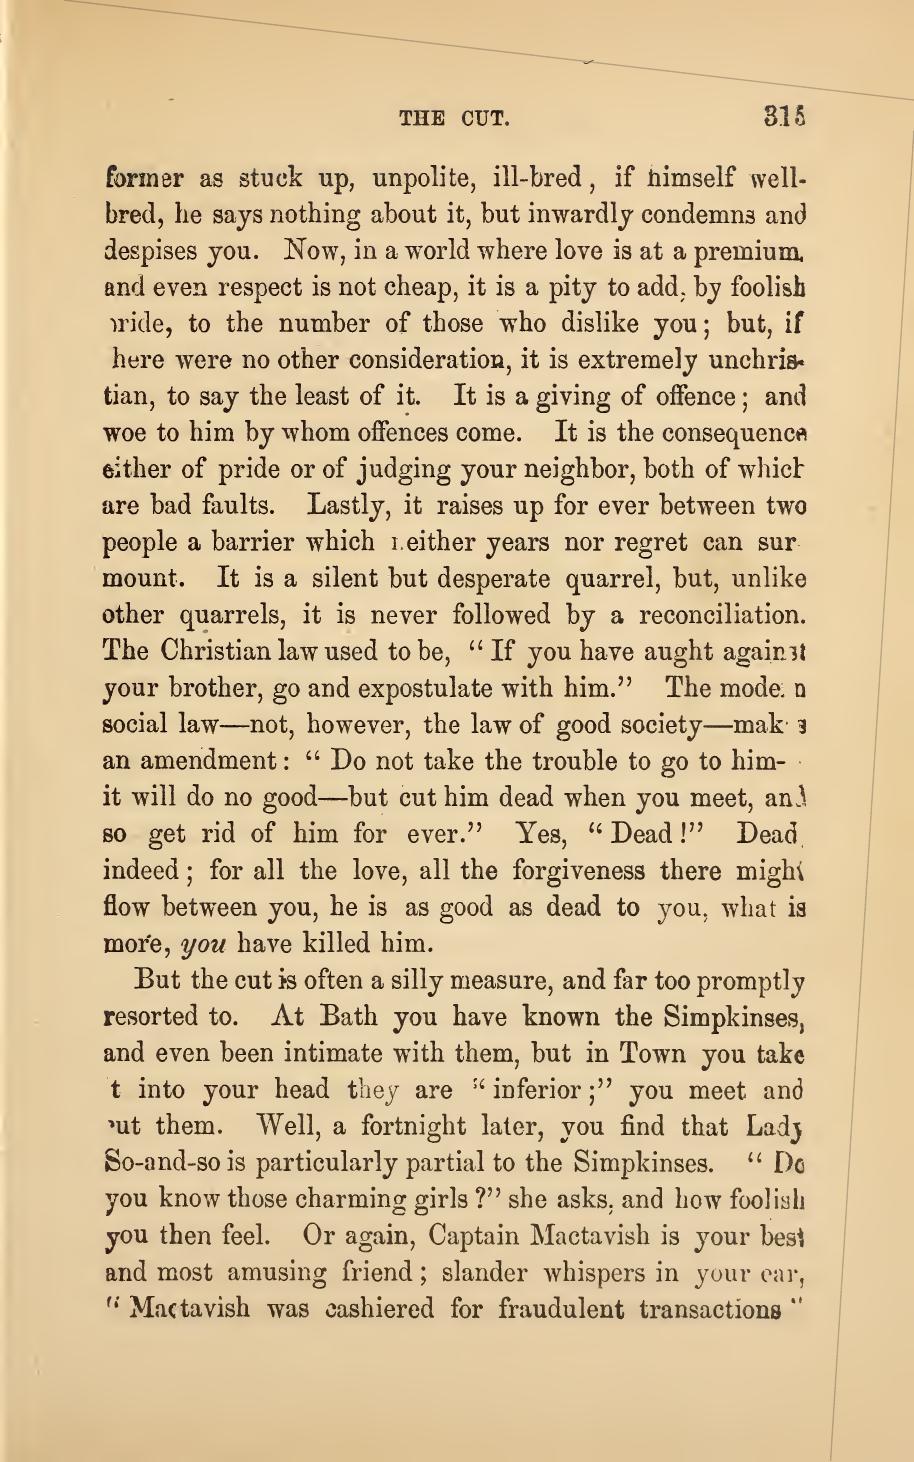 THE CUT. 315
former as stuck up, unpolite, ill-bred, if himself well-
bred, he says nothing about it, but inwardly condemns and
despises you. Now, in a world where love is at a premium,
and even respect is not cheap, it is a pity to add, by foolish
pride, to the number of those who dislike you; but, if
here were no other consideration, it is extremely unchris-
tian, to say the least of it. It is a giving of offence; and
woe to him by whom offences come. It is the consequence
either of pride or of judging your neighbor, both of which
are bad faults. Lastly, it raises up for ever between two
people a barrier which neither years nor regret can sur
mount. It is a silent but desperate quarrel, but, unlike
other quarrels, it is never followed by a reconciliation.
The Christian law used to be, “If you have aught against
your brother, go and expostulate with him.” The modern
social law—not, however, the law of good society—makes
an amendment: “Do not take the trouble to go to him-
it will do no good—but cut him dead when you meet, and
so get rid of him for ever.” Yes, “Dead!” Dead
indeed; for all the love, all the forgiveness there might
flow between you, he is as good as dead to you, what is
more, you have killed him.
But the cut is often a silly measure, and far too promptly
resorted to. At Bath you have known the Simpkinses,
and even been intimate with them, but in Town you take
t into your head they are “inferior;” you meet and
cut them. Well, a fortnight later, you find that Lady
So-and-so is particularly partial to the Simpkinses. “Do
you know those charming girls?” she asks, and how foolish
you then feel. Or again, Captain Mactavish is your best
and most amusing friend; slander whispers in your ear,
“Mactavish was cashiered for fraudulent transactions”